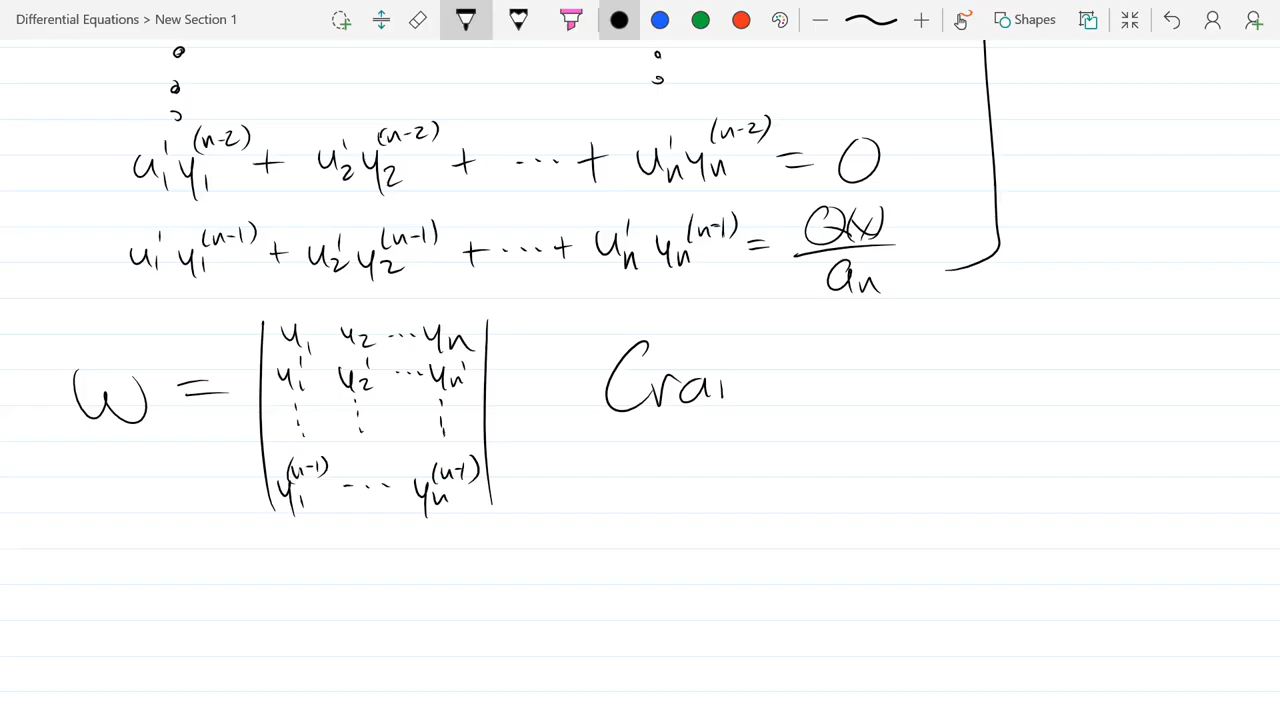 Differential Equations > New Section 1
Shapes
u₁'y₁⁽ⁿ⁻²⁾ + u₂'y₂⁽ⁿ⁻²⁾ + ⋯ + uₙ'yₙ⁽ⁿ⁻²⁾ = 0
u₁'y₁⁽ⁿ⁻¹⁾ + u₂'y₂⁽ⁿ⁻¹⁾ + ⋯ + uₙ'yₙ⁽ⁿ⁻¹⁾ = Q(x)/aₙ
W = | y₁ y₂ ⋯ yₙ |
| y₁' y₂' ⋯ yₙ' |
| ⋮ ⋮ ⋮ |
| y₁⁽ⁿ⁻¹⁾ ⋯ yₙ⁽ⁿ⁻¹⁾ |